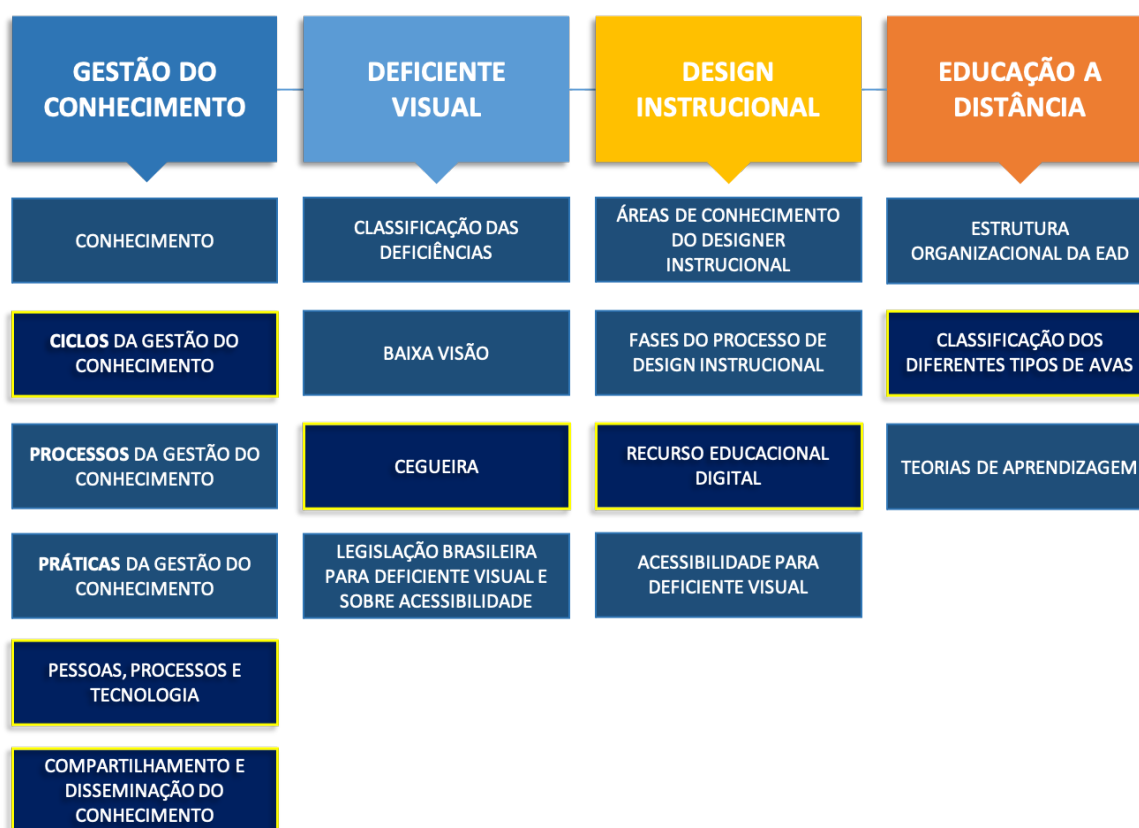 GESTÃO DO
CONHECIMENTO
DEFICIENTE
VISUAL
DESIGN
INSTRUCIONAL
EDUCAÇÃO A
DISTÂNCIA
CONHECIMENTO
CICLOS DA GESTÃO DO
CONHECIMENTO
PROCESSOS DA GESTÃO DO
CONHECIMENTO
PRÁTICAS DA GESTÃO DO
CONHECIMENTO
PESSOAS, PROCESSOS E
TECNOLOGIA
COMPARTILHAMENTO E
DISSEMINAÇÃO DO
CONHECIMENTO
CLASSIFICAÇÃO DAS
DEFICIÊNCIAS
BAIXA VISÃO
CEGUEIRA
LEGISLAÇÃO BRASILEIRA
PARA DEFICIENTE VISUAL E
SOBRE ACESSIBILIDADE
ÁREAS DE CONHECIMENTO
DO DESIGNER
INSTRUCIONAL
FASES DO PROCESSO DE
DESIGN INSTRUCIONAL
RECURSO EDUCACIONAL
DIGITAL
ACESSIBILIDADE PARA
DEFICIENTE VISUAL
ESTRUTURA
ORGANIZACIONAL DA EAD
CLASSIFICAÇÃO DOS
DIFERENTES TIPOS DE AVAS
TEORIAS DE APRENDIZAGEM